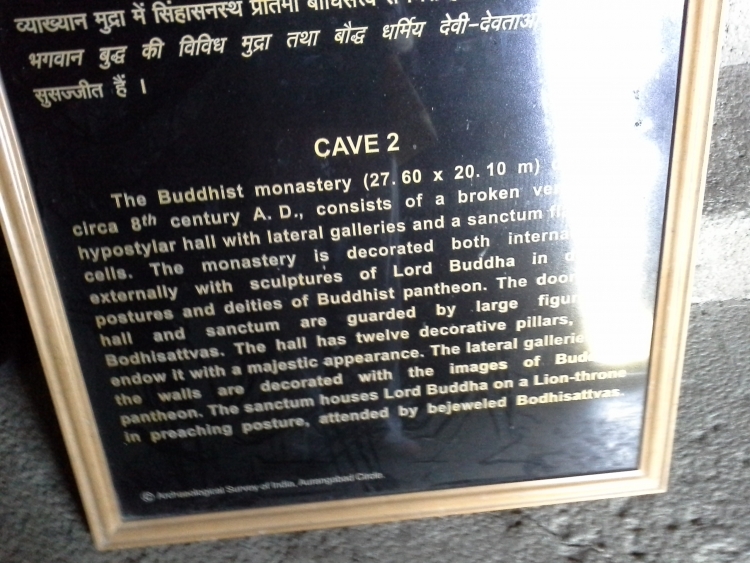 व्याख्यान मुद्रा में सिंहासनस्थ प्रतिमा
भगवान बुद्ध की विविध मुद्रा तथा बौद्ध धर्मिय देवी-देवताओं
सुसज्जीत हैं ।
CAVE 2
The Buddhist monastery (27.60 x 20.10 m)
circa 8th century A. D., consists of a broken
hypostylar hall with lateral galleries and a sanctum
cells. The monastery is decorated both
externally with sculptures of Lord Buddha in
postures and deities of Buddhist pantheon. The
hall and sanctum are guarded by large
Bodhisattvas. The hall has twelve decorative pillars,
endow it with a majestic appearance. The lateral
the walls are decorated with the images of
pantheon. The sanctum houses Lord Buddha on a Lion-throne
in preaching posture, attended by bejeweled Bodhisattvas.
© Archaeological Survey of India, Aurangabad Circle